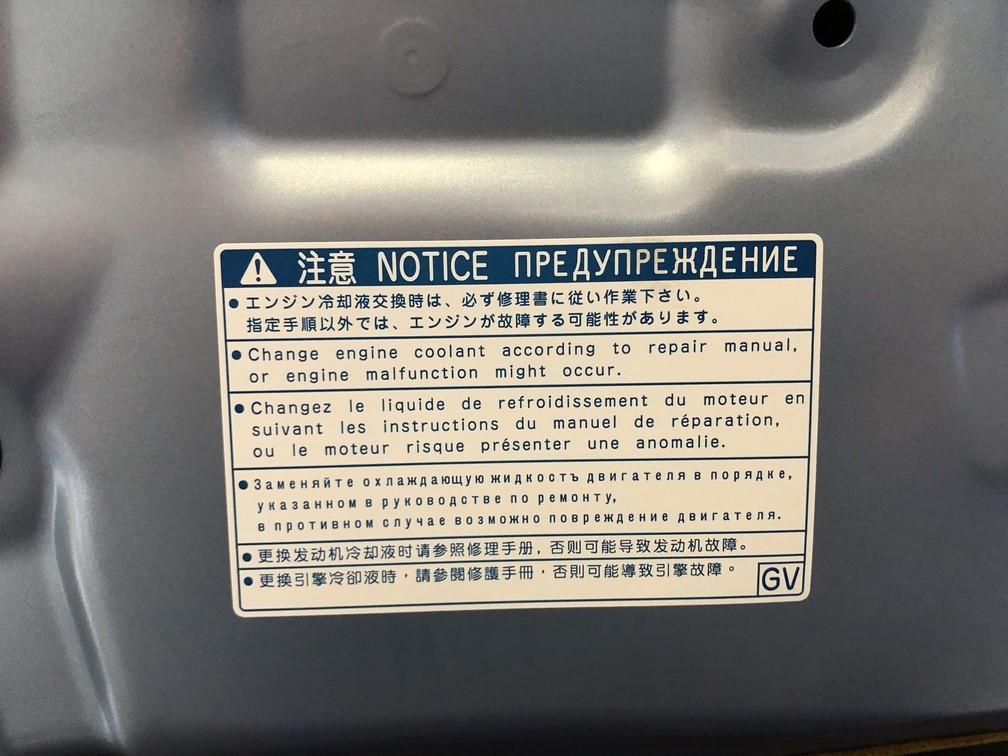 注意 NOTICE ПРЕДУПРЕЖДЕНИЕ
● エンジン冷却液交換時は、必ず修理書に従い作業下さい。
指定手順以外では、エンジンが故障する可能性があります。
● Change engine coolant according to repair manual,
or engine malfunction might occur.
● Changez le liquide de refroidissement du moteur en
suivant les instructions du manuel de réparation,
ou le moteur risque présenter une anomalie.
● Заменяйте охлаждающую жидкость двигателя в порядке,
указанном в руководстве по ремонту,
в противном случае возможно повреждение двигателя.
● 更换发动机冷却液时请参照修理手册,否则可能导致发动机故障。
● 更換引擎冷卻液時，請參閱修護手冊，否則可能導致引擎故障。
GV